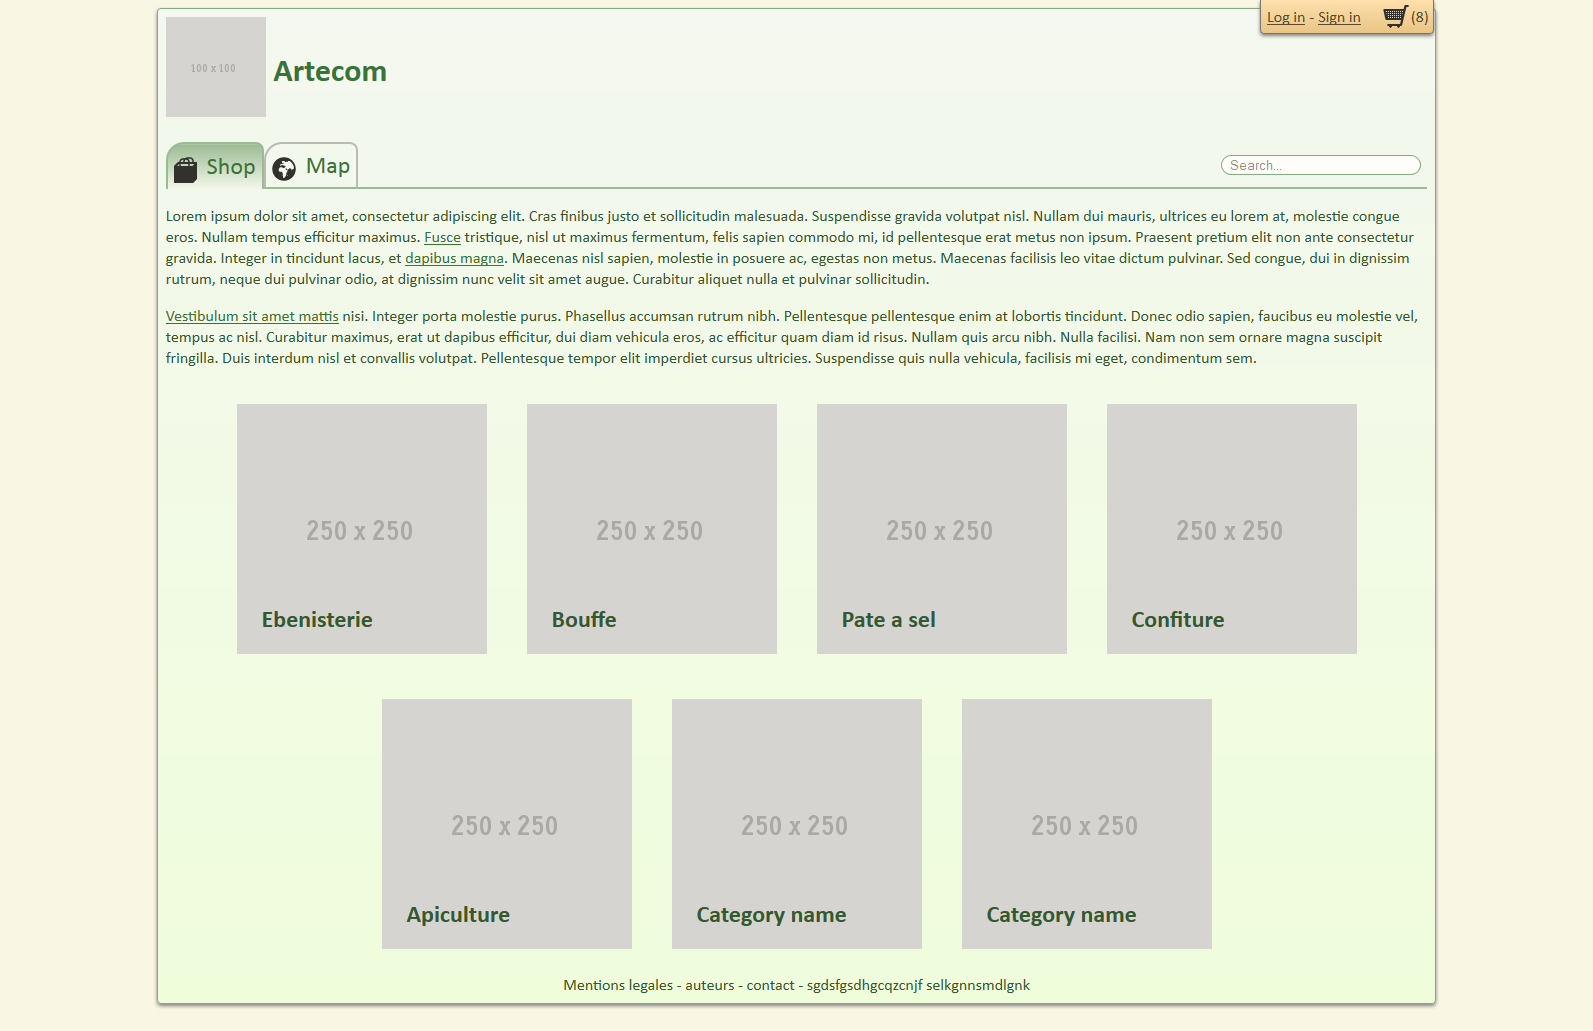 Log in - Sign in (8)
100 x 100
Artecom
Shop
Map
Search...
Lorem ipsum dolor sit amet, consectetur adipiscing elit. Cras finibus justo et sollicitudin malesuada. Suspendisse gravida volutpat nisl. Nullam dui mauris, ultrices eu lorem at, molestie congue
eros. Nullam tempus efficitur maximus. Fusce tristique, nisl ut maximus fermentum, felis sapien commodo mi, id pellentesque erat metus non ipsum. Praesent pretium elit non ante consectetur
gravida. Integer in tincidunt lacus, et dapibus magna. Maecenas nisl sapien, molestie in posuere ac, egestas non metus. Maecenas facilisis leo vitae dictum pulvinar. Sed congue, dui in dignissim
rutrum, neque dui pulvinar odio, at dignissim nunc velit sit amet augue. Curabitur aliquet nulla et pulvinar sollicitudin.
Vestibulum sit amet mattis nisi. Integer porta molestie purus. Phasellus accumsan rutrum nibh. Pellentesque pellentesque enim at lobortis tincidunt. Donec odio sapien, faucibus eu molestie vel,
tempus ac nisl. Curabitur maximus, erat ut dapibus efficitur, dui diam vehicula eros, ac efficitur quam diam id risus. Nullam quis arcu nibh. Nulla facilisi. Nam non sem ornare magna suscipit
fringilla. Duis interdum nisl et convallis volutpat. Pellentesque tempor elit imperdiet cursus ultricies. Suspendisse quis nulla vehicula, facilisis mi eget, condimentum sem.
250 x 250
Ebenisterie
250 x 250
Bouffe
250 x 250
Pate a sel
250 x 250
Confiture
250 x 250
Apiculture
250 x 250
Category name
250 x 250
Category name
Mentions legales - auteurs - contact - sgdsfgsdhgcqzcnjf selkgnnsmdlgnk